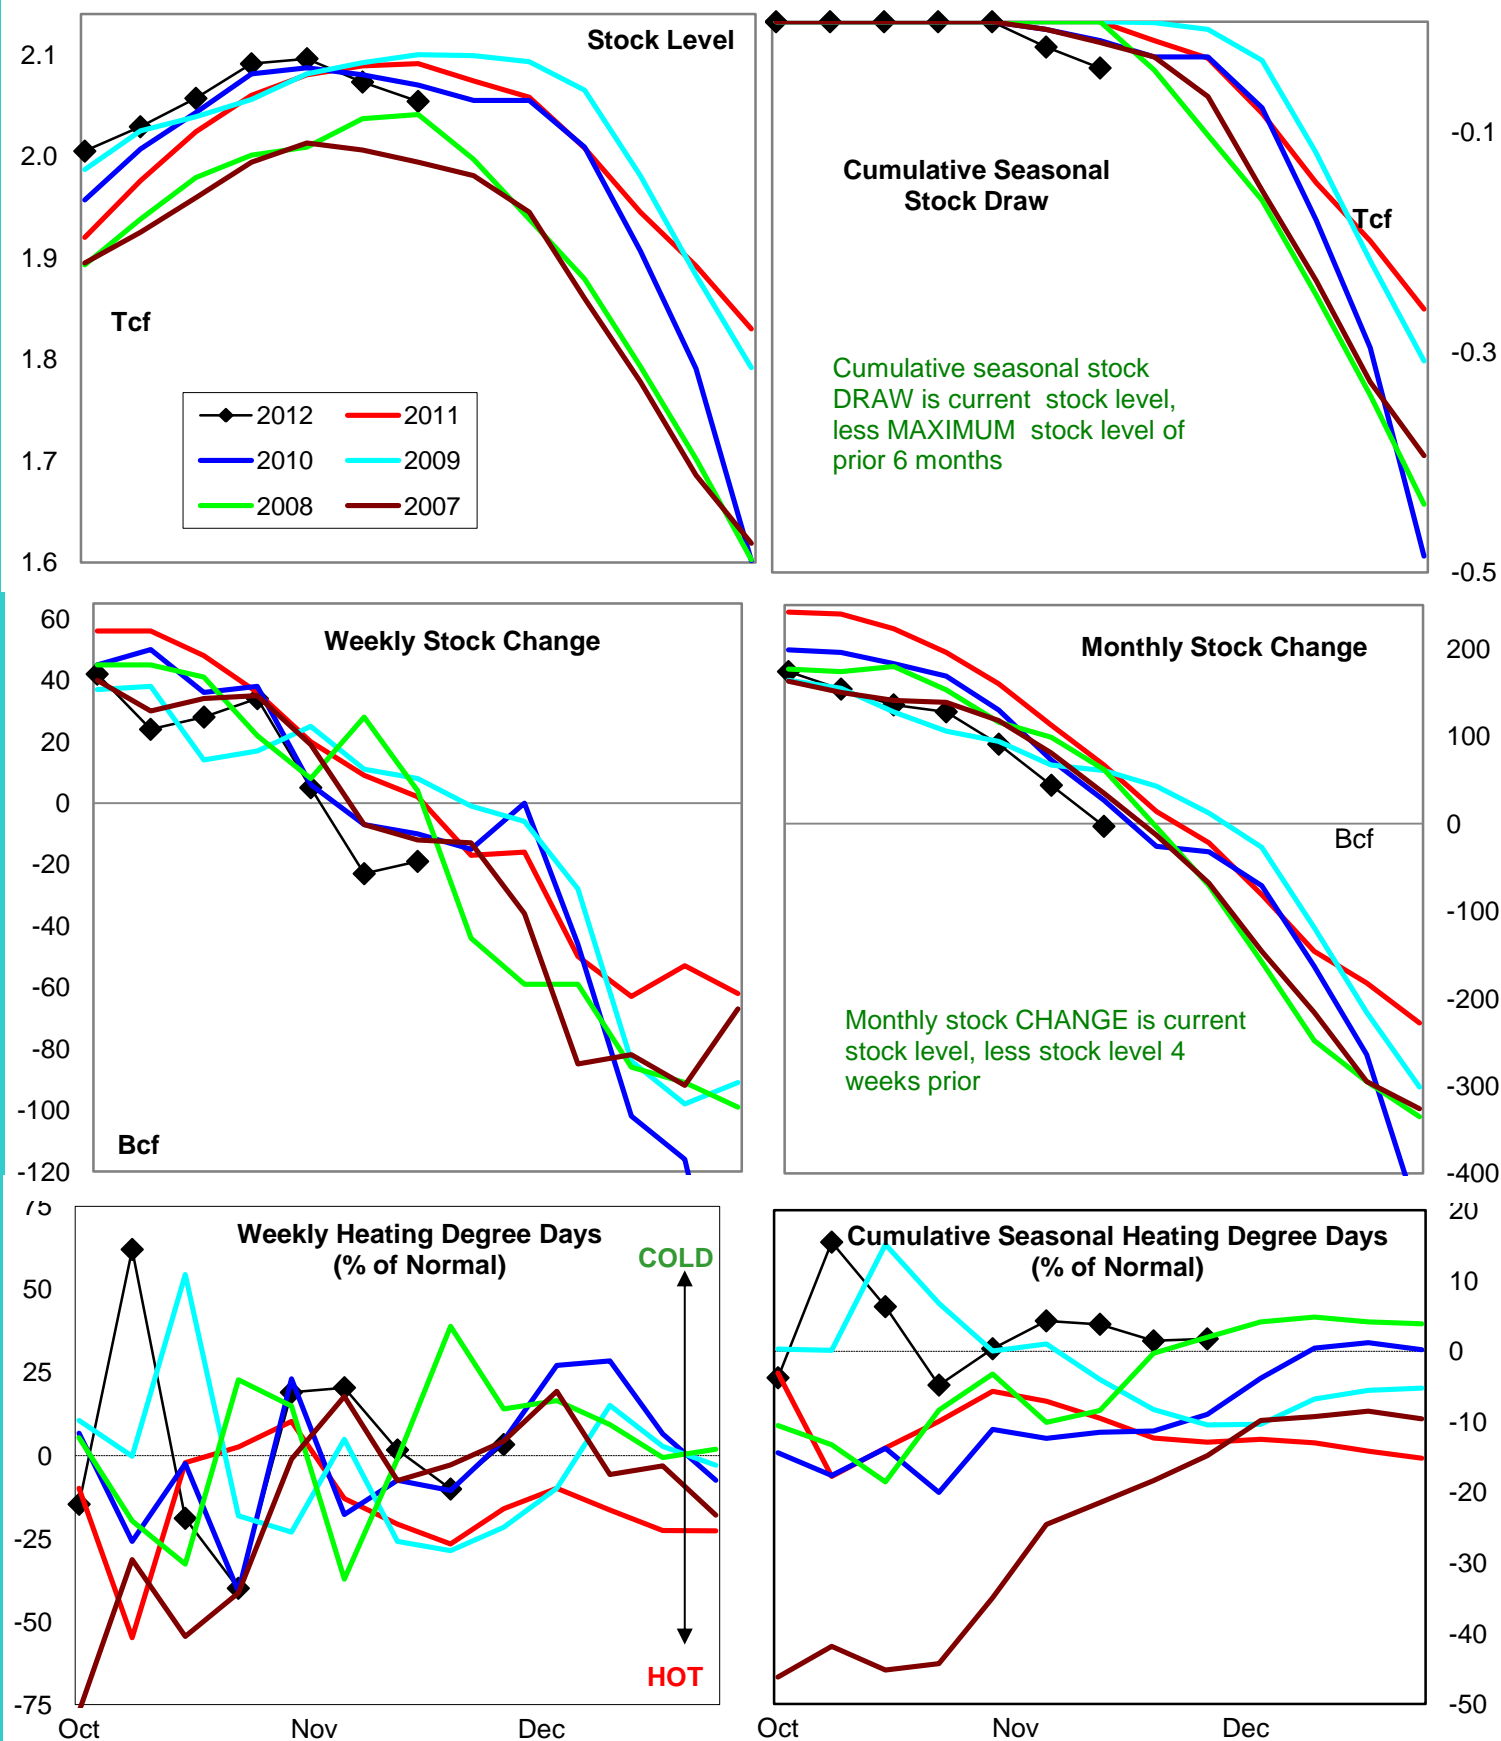 Stock Level
2.1
2.0
1.9
1.8
1.7
1.6
Tcf
2012
2011
2010
2009
2008
2007
Cumulative Seasonal
Stock Draw
Tcf
-0.1
-0.3
-0.5
Cumulative seasonal stock
DRAW is current stock level,
less MAXIMUM stock level of
prior 6 months
Weekly Stock Change
60
40
20
0
-20
-40
-60
-80
-100
-120
Bcf
Monthly Stock Change
200
100
0
-100
-200
-300
-400
Bcf
Monthly stock CHANGE is current
stock level, less stock level 4
weeks prior
Weekly Heating Degree Days
(% of Normal)
COLD
HOT
75
50
25
0
-25
-50
-75
Oct
Nov
Dec
Cumulative Seasonal Heating Degree Days
(% of Normal)
20
10
0
-10
-20
-30
-40
-50
Oct
Nov
Dec